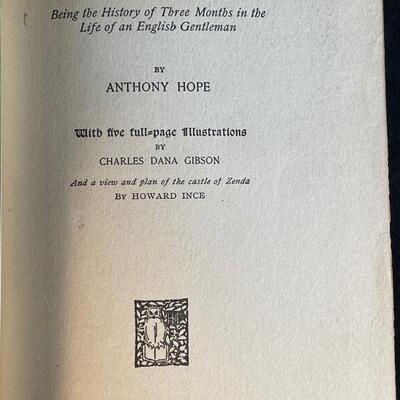 Being the History of Three Months in the
Life of an English Gentleman
BY
ANTHONY HOPE
With five full-page Illustrations
BY
CHARLES DANA GIBSON
And a view and plan of the castle of Zenda
By HOWARD INCE